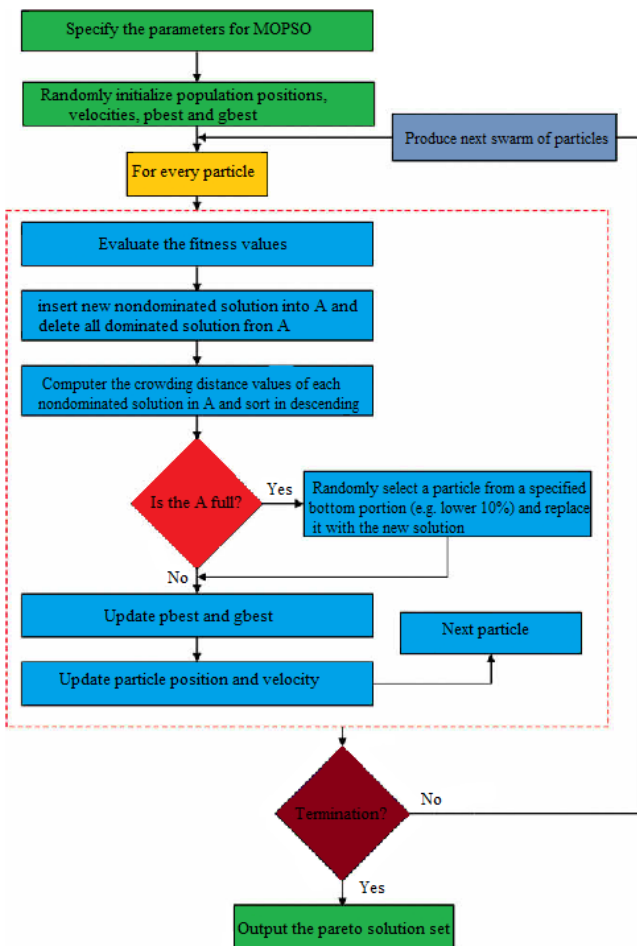 Specify the parameters for MOPSO
Randomly initialize population positions,
velocities, pbest and gbest
Produce next swarm of particles
For every particle
Evaluate the fitness values
insert new nondominated solution into A and
delete all dominated solution fron A
Computer the crowding distance values of each
nondominated solution in A and sort in descending
Is the A full?
Yes
Randomly select a particle from a specified
bottom portion (e.g. lower 10%) and replace
it with the new solution
No
Update pbest and gbest
Next particle
Update particle position and velocity
Termination?
No
Yes
Output the pareto solution set